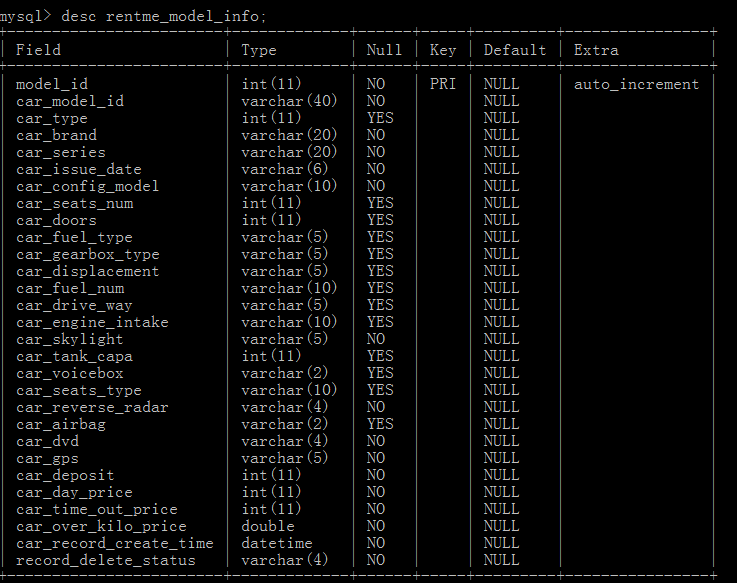 mysql> desc rentme_model_info;
+-----------------------+-------------+------+-----+---------+----------------+
| Field | Type | Null | Key | Default | Extra |
+-----------------------+-------------+------+-----+---------+----------------+
| model_id | int(11) | NO | PRI | NULL | auto_increment |
| car_model_id | varchar(40) | NO | | NULL | |
| car_type | int(11) | YES | | NULL | |
| car_brand | varchar(20) | NO | | NULL | |
| car_series | varchar(20) | NO | | NULL | |
| car_issue_date | varchar(6) | NO | | NULL | |
| car_config_model | varchar(10) | NO | | NULL | |
| car_seats_num | int(11) | YES | | NULL | |
| car_doors | int(11) | YES | | NULL | |
| car_fuel_type | varchar(5) | YES | | NULL | |
| car_gearbox_type | varchar(5) | YES | | NULL | |
| car_displacement | varchar(5) | YES | | NULL | |
| car_fuel_num | varchar(10) | YES | | NULL | |
| car_drive_way | varchar(5) | YES | | NULL | |
| car_engine_intake | varchar(10) | YES | | NULL | |
| car_skylight | varchar(5) | NO | | NULL | |
| car_tank_capa | int(11) | YES | | NULL | |
| car_voicebox | varchar(2) | YES | | NULL | |
| car_seats_type | varchar(10) | YES | | NULL | |
| car_reverse_radar | varchar(4) | NO | | NULL | |
| car_airbag | varchar(2) | YES | | NULL | |
| car_dvd | varchar(4) | NO | | NULL | |
| car_gps | varchar(5) | NO | | NULL | |
| car_deposit | int(11) | NO | | NULL | |
| car_day_price | int(11) | NO | | NULL | |
| car_time_out_price | int(11) | NO | | NULL | |
| car_over_kilo_price | double | NO | | NULL | |
| car_record_create_time | datetime | NO | | NULL | |
| record_delete_status | varchar(4) | NO | | NULL | |
+-----------------------+-------------+------+-----+---------+----------------+